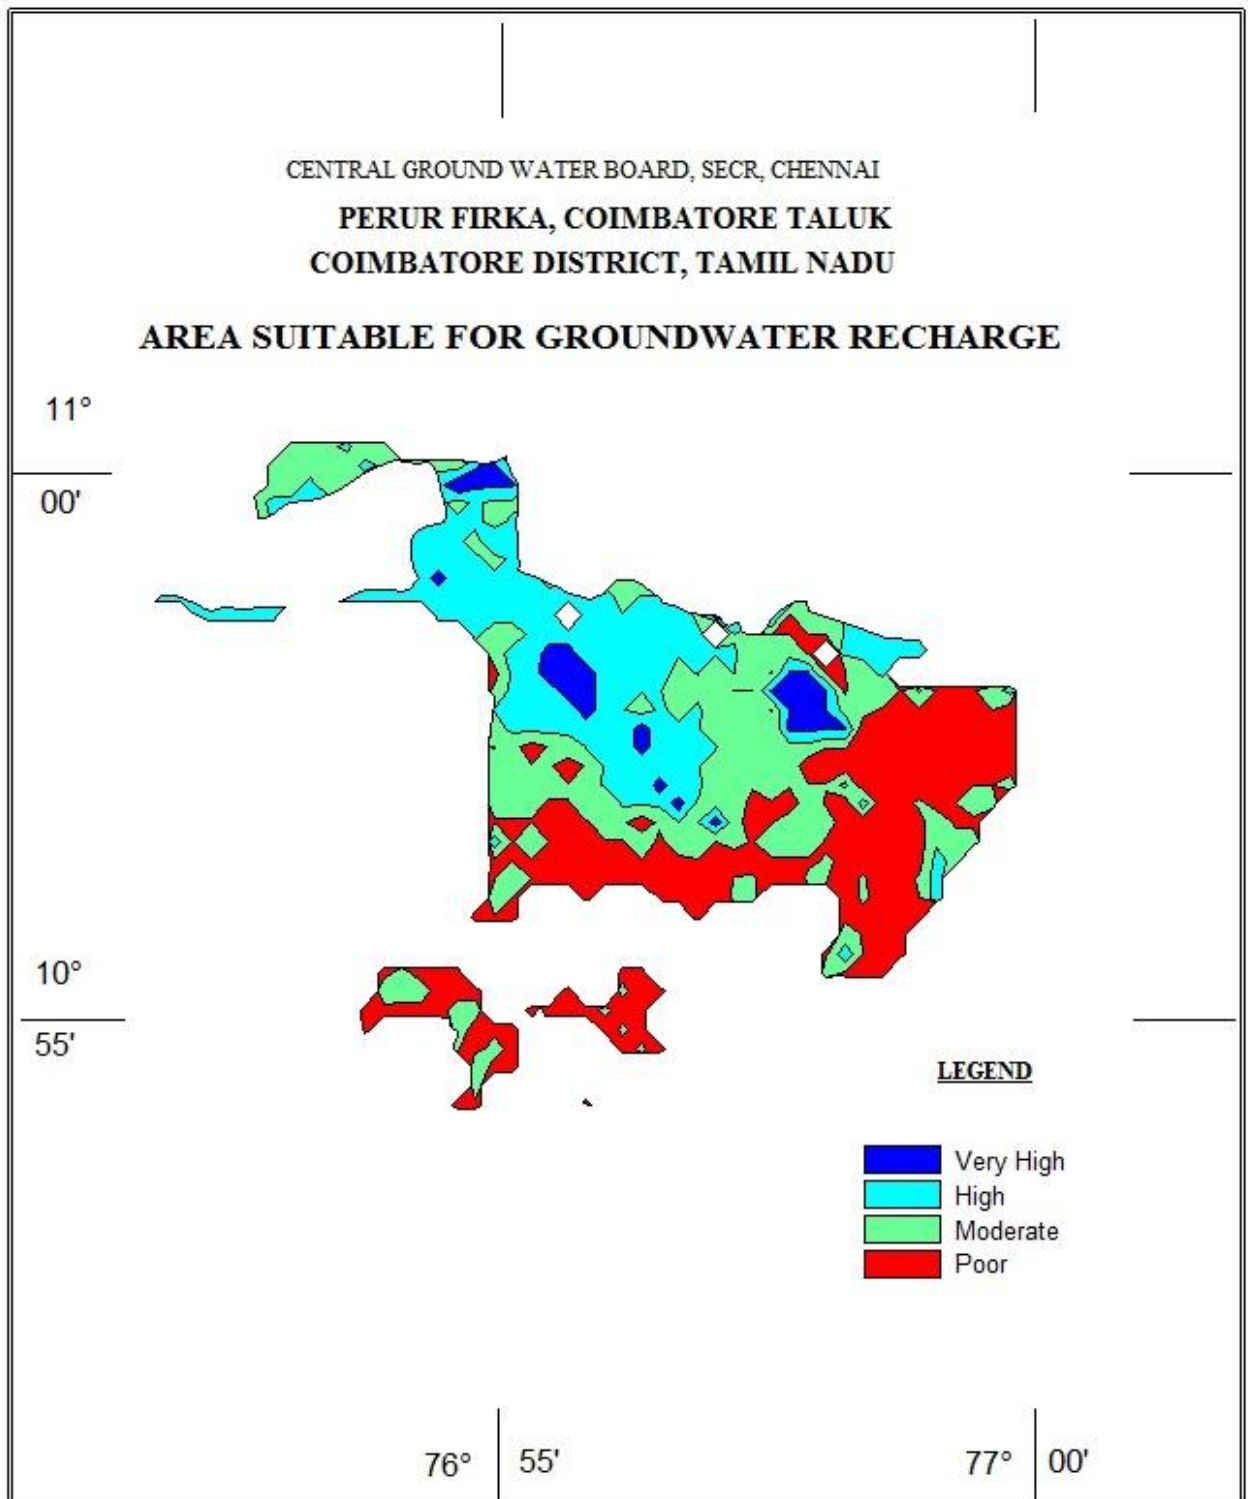 CENTRAL GROUND WATER BOARD, SECR, CHENNAI
PERUR FIRKA, COIMBATORE TALUK
COIMBATORE DISTRICT, TAMIL NADU
AREA SUITABLE FOR GROUNDWATER RECHARGE
11°
00'
10°
55'
LEGEND
Very High
High
Moderate
Poor
76° 55'
77° 00'